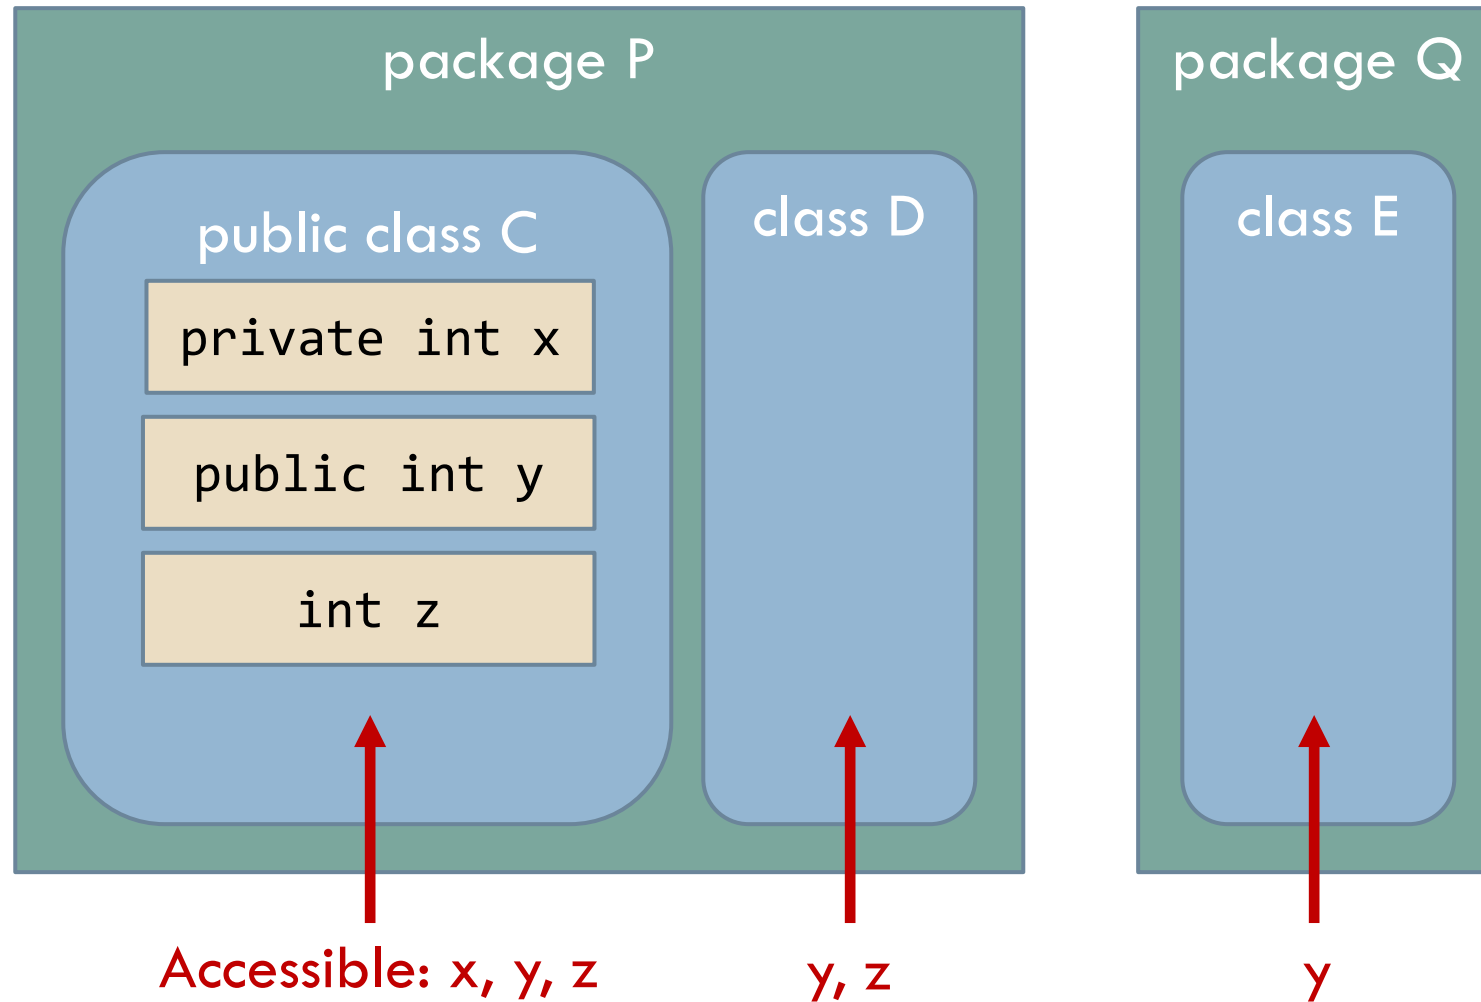 package P
public class C
private int x
public int y
int z
class D
package Q
class E
Accessible: x, y, z
y, z
y